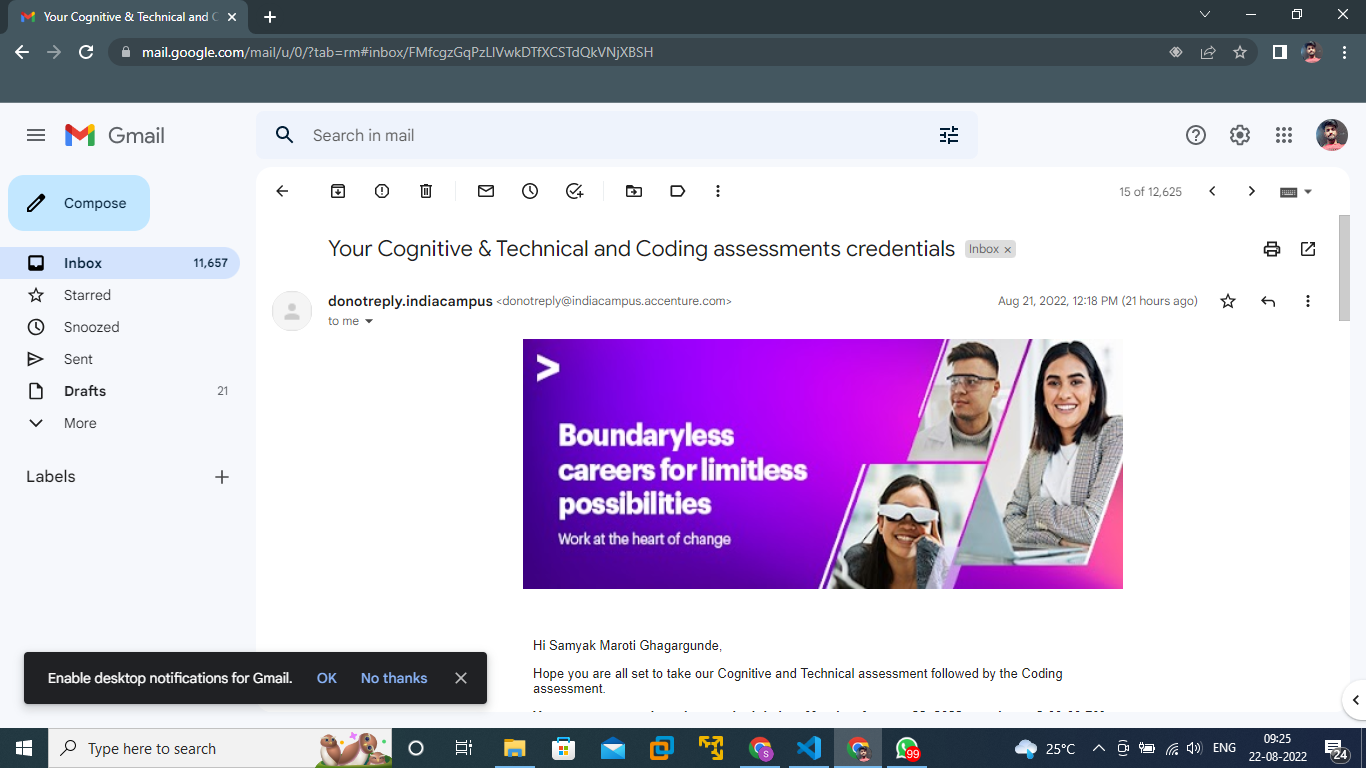 Your Cognitive & Technical and C
mail.google.com/mail/u/0/?tab=rm#inbox/FMfcgzGqPzLlVwkDTfXCSTdQkVNjXBSH
Gmail
Search in mail
Compose
15 of 12,625
Your Cognitive & Technical and Coding assessments credentials Inbox ×
Inbox 11,657
Starred
Snoozed
Sent
Drafts 21
More
Labels
donotreply.indiacampus <donotreply@indiacampus.accenture.com>
Aug 21, 2022, 12:18 PM (21 hours ago)
to me
Boundaryless
careers for limitless
possibilities
Work at the heart of change
Hi Samyak Maroti Ghagargunde,
Hope you are all set to take our Cognitive and Technical assessment followed by the Coding
assessment.
Enable desktop notifications for Gmail. OK No thanks
Type here to search
S
99
25°C
ENG
09:25
22-08-2022
24